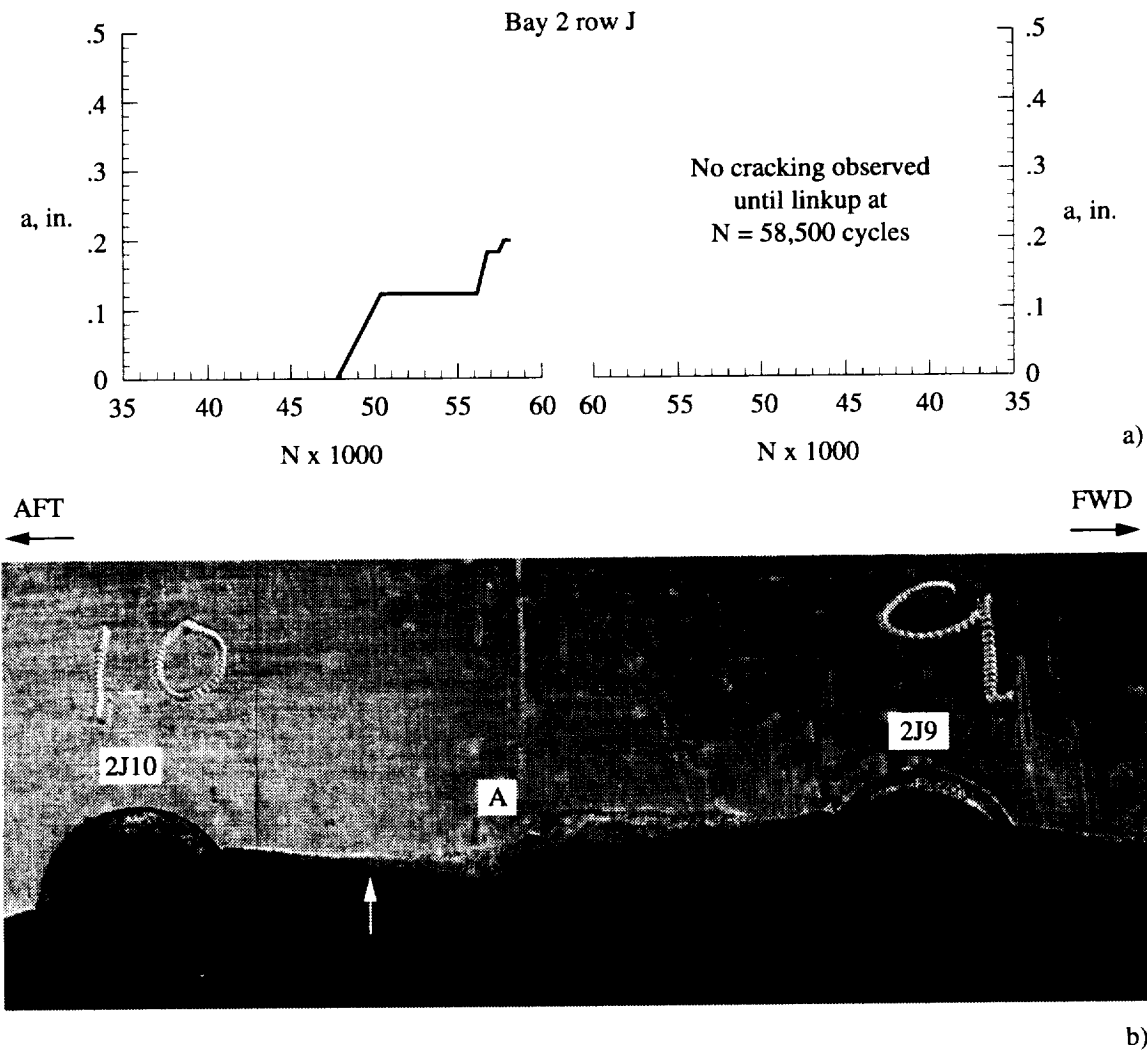 Bay 2 row J
.5
.4
.3
.2
.1
0
a, in.
35 40 45 50 55 60
N x 1000
No cracking observed
until linkup at
N = 58,500 cycles
.5
.4
.3
.2
.1
0
a, in.
60 55 50 45 40 35
N x 1000
a)
AFT
FWD
10
9
2J10
2J9
A
b)